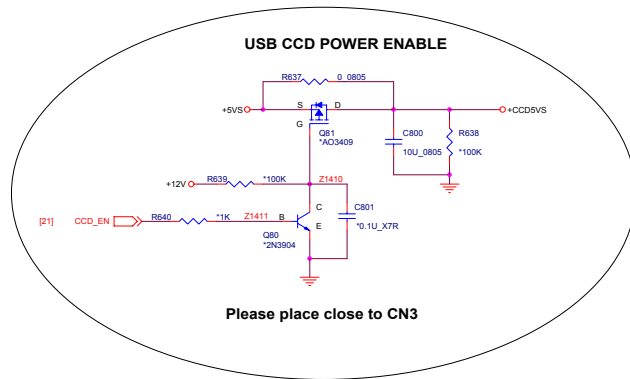 USB CCD POWER ENABLE
R637 0_0805
+5VS S D +CCD5VS
G
Q81
*AO3409
C800
10U_0805
R638
*100K
+12V R639 *100K Z1410
C C801
*0.1U_X7R
[21] CCD_EN R640 *1K Z1411 B
E
Q80
*2N3904
Please place close to CN3